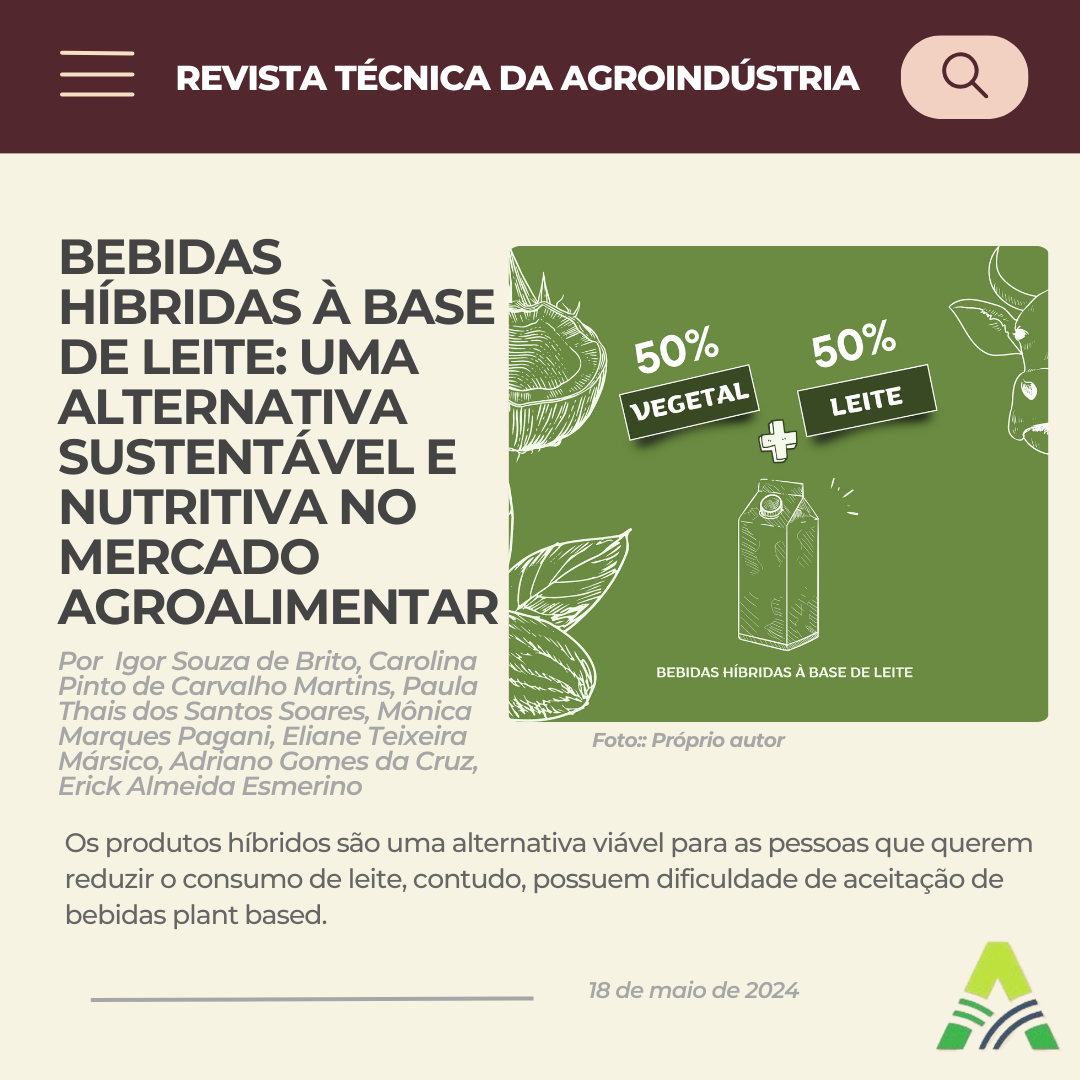 REVISTA TÉCNICA DA AGROINDÚSTRIA
BEBIDAS
HÍBRIDAS À BASE
DE LEITE: UMA
ALTERNATIVA
SUSTENTÁVEL E
NUTRITIVA NO
MERCADO
AGROALIMENTAR
Por  Igor Souza de Brito, Carolina
Pinto de Carvalho Martins, Paula
Thais dos Santos Soares, Mônica
Marques Pagani, Eliane Teixeira
Mársico, Adriano Gomes da Cruz,
Erick Almeida Esmerino
50%
VEGETAL
50%
LEITE
BEBIDAS HÍBRIDAS À BASE DE LEITE
Foto:: Próprio autor
Os produtos híbridos são uma alternativa viável para as pessoas que querem
reduzir o consumo de leite, contudo, possuem dificuldade de aceitação de
bebidas plant based.
18 de maio de 2024